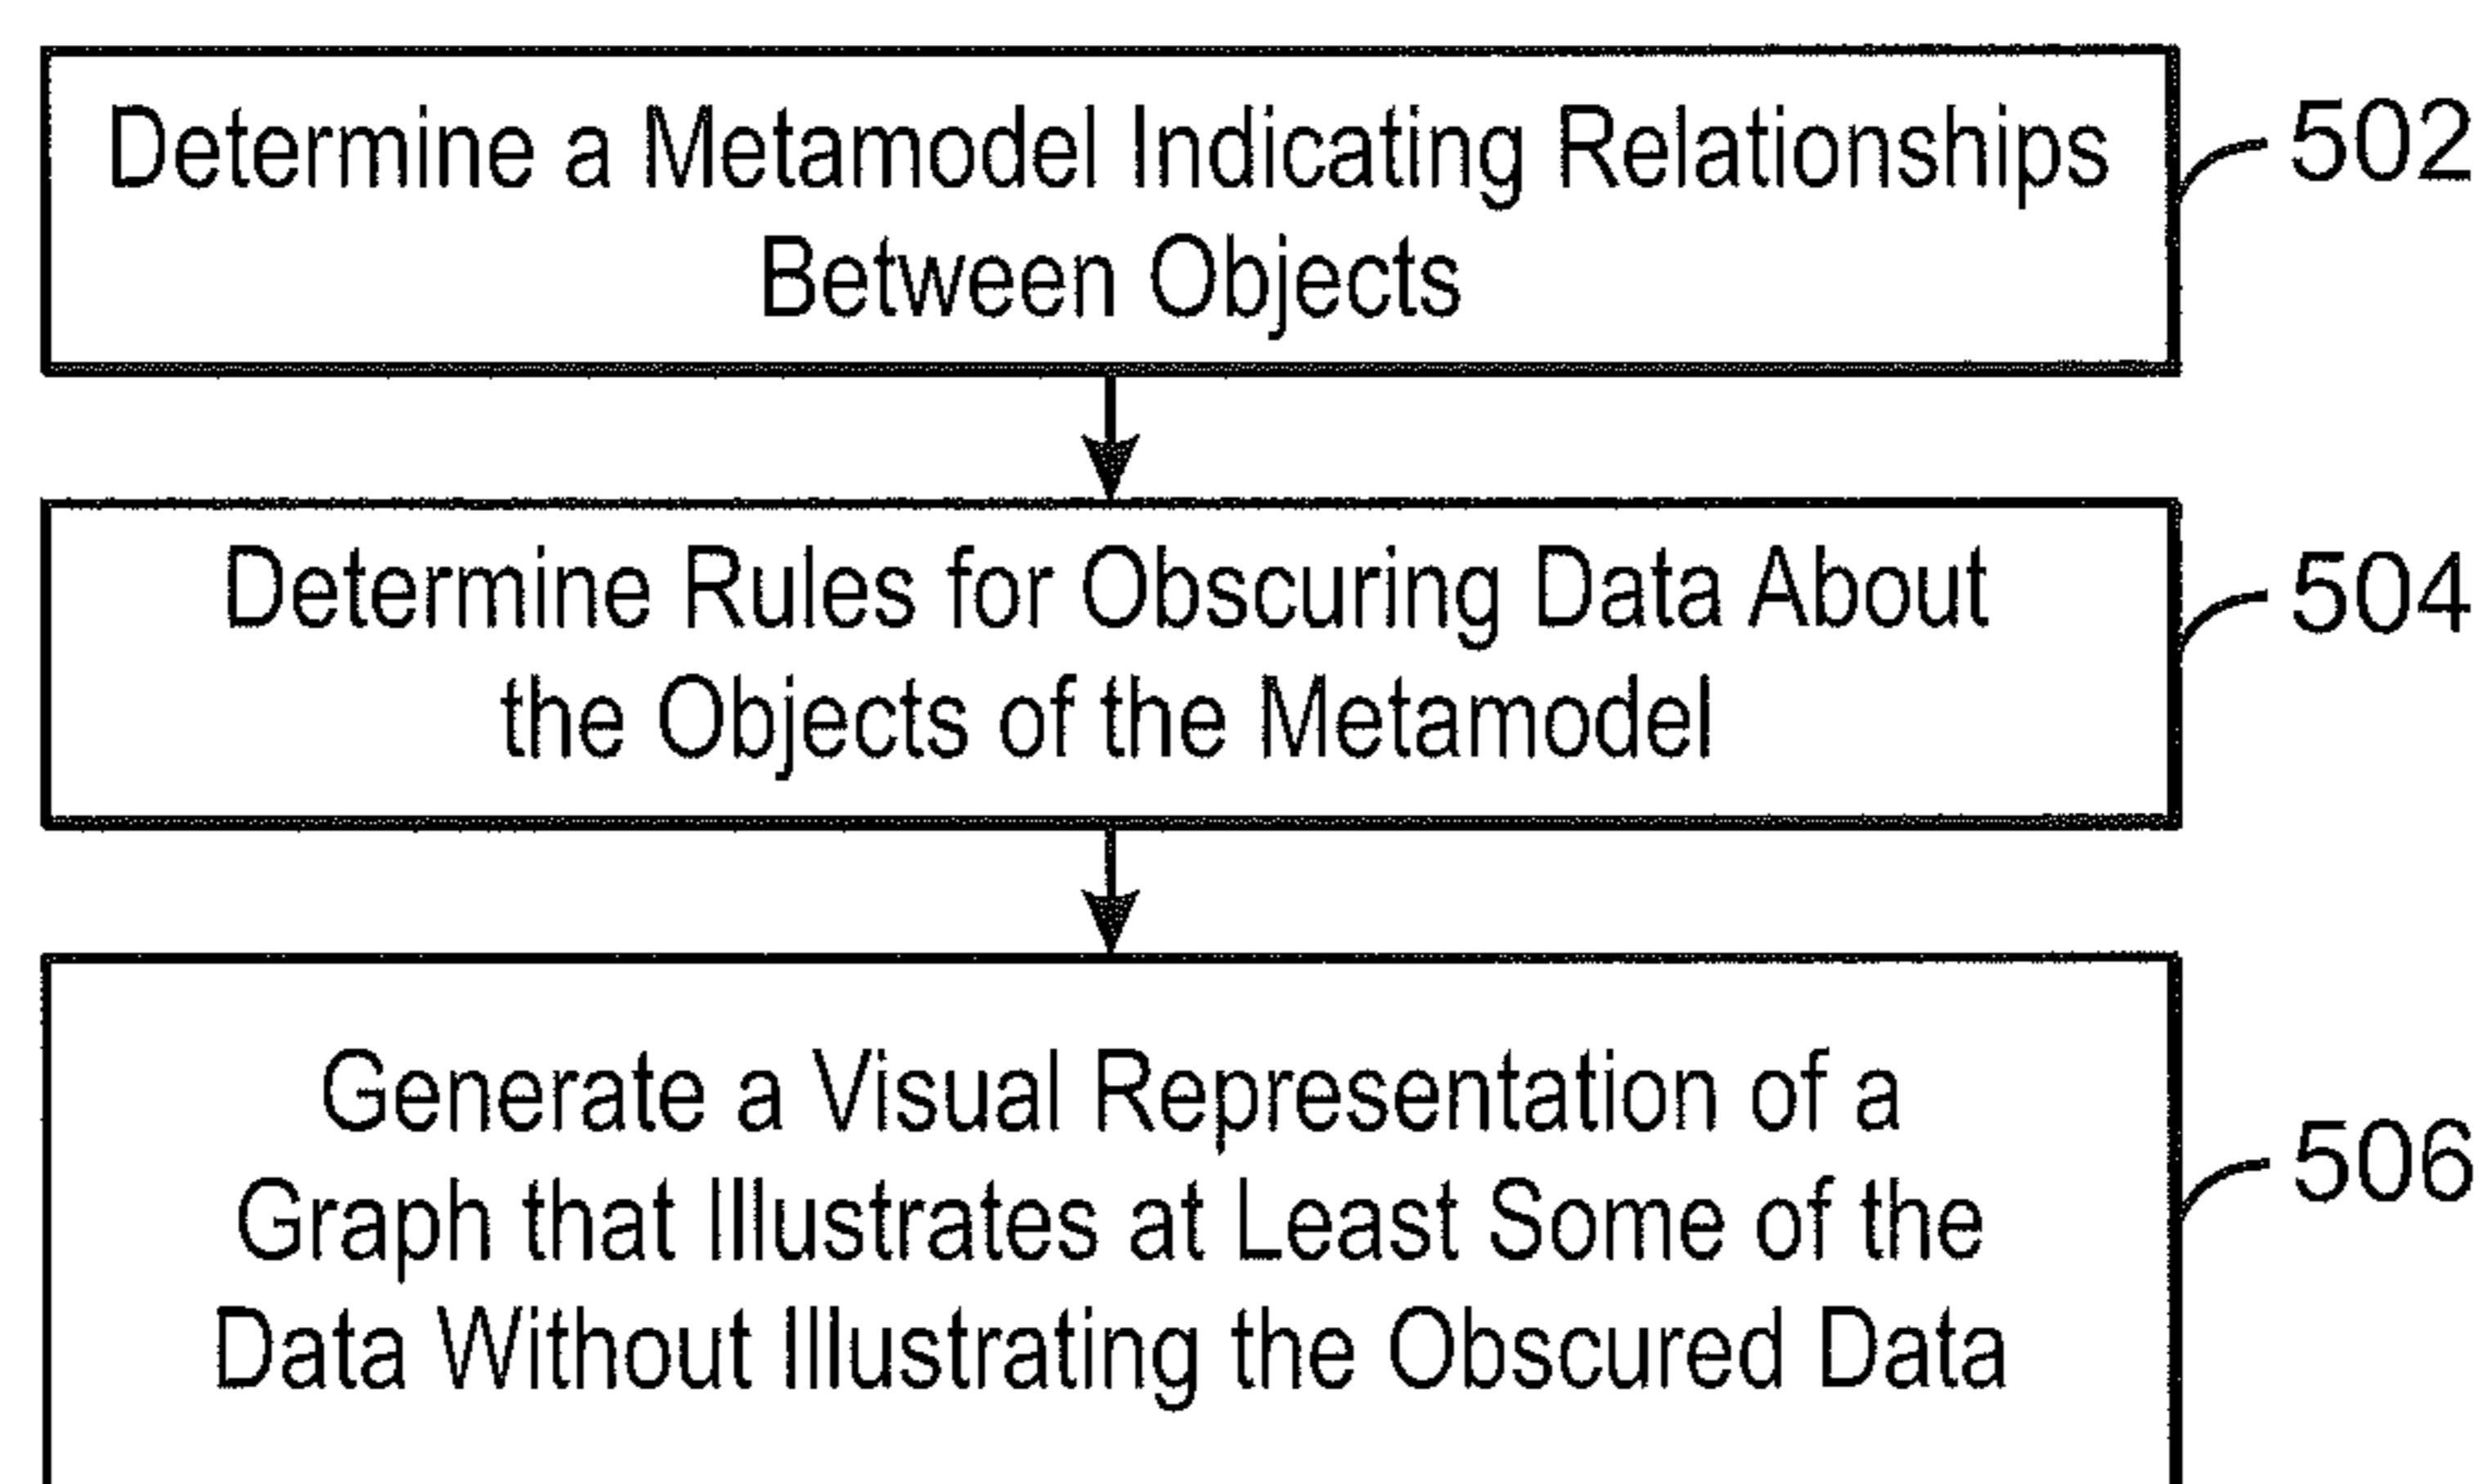 Determine a Metamodel Indicating Relationships
Between Objects
502
Determine Rules for Obscuring Data About
the Objects of the Metamodel
504
Generate a Visual Representation of a
Graph that Illustrates at Least Some of the
Data Without Illustrating the Obscured Data
506